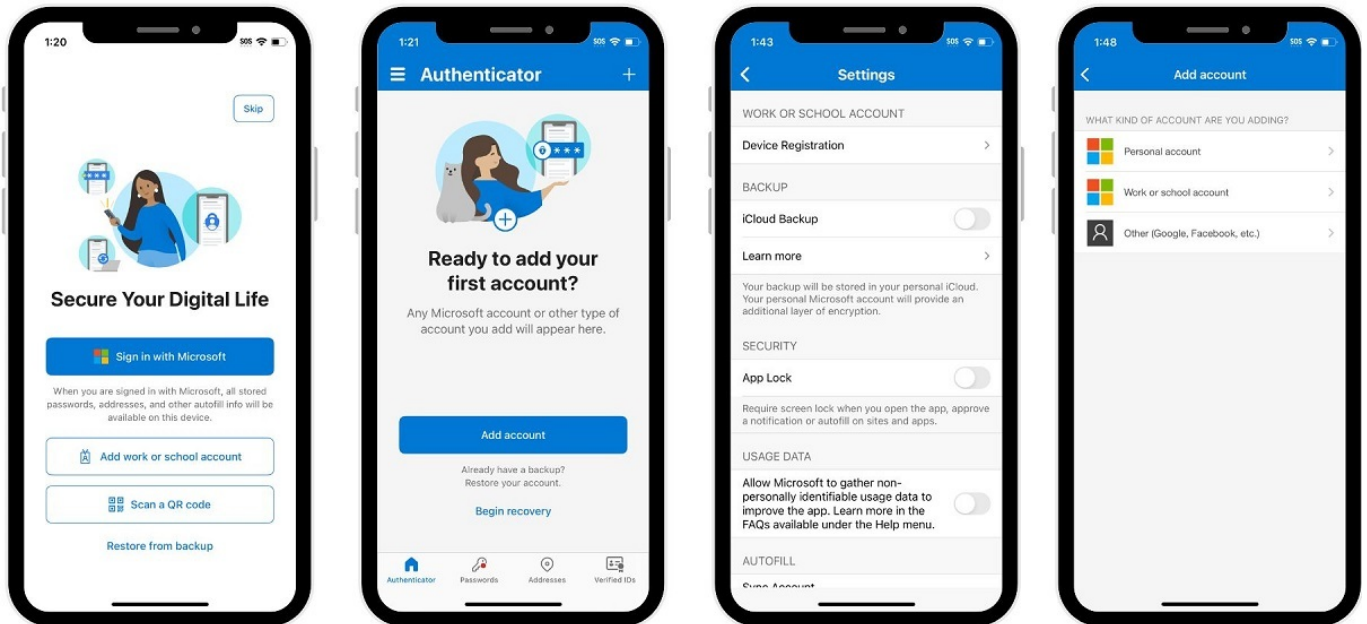 1:20
SOS
Skip
Secure Your Digital Life
Sign in with Microsoft
When you are signed in with Microsoft, all stored
passwords, addresses, and other autofill info will be
available on this device.
Add work or school account
Scan a QR code
Restore from backup
1:21
SOS
Authenticator
Ready to add your
first account?
Any Microsoft account or other type of
account you add will appear here.
Add account
Already have a backup?
Restore your account.
Begin recovery
Authenticator
Passwords
Addresses
Verified IDs
1:43
SOS
Settings
WORK OR SCHOOL ACCOUNT
Device Registration
BACKUP
iCloud Backup
Learn more
Your backup will be stored in your personal iCloud.
Your personal Microsoft account will provide an
additional layer of encryption.
SECURITY
App Lock
Require screen lock when you open the app, approve
a notification or autofill on sites and apps.
USAGE DATA
Allow Microsoft to gather non-
personally identifiable usage data to
improve the app. Learn more in the
FAQs available under the Help menu.
AUTOFILL
Sync Account
1:48
SOS
Add account
WHAT KIND OF ACCOUNT ARE YOU ADDING?
Personal account
Work or school account
Other (Google, Facebook, etc.)